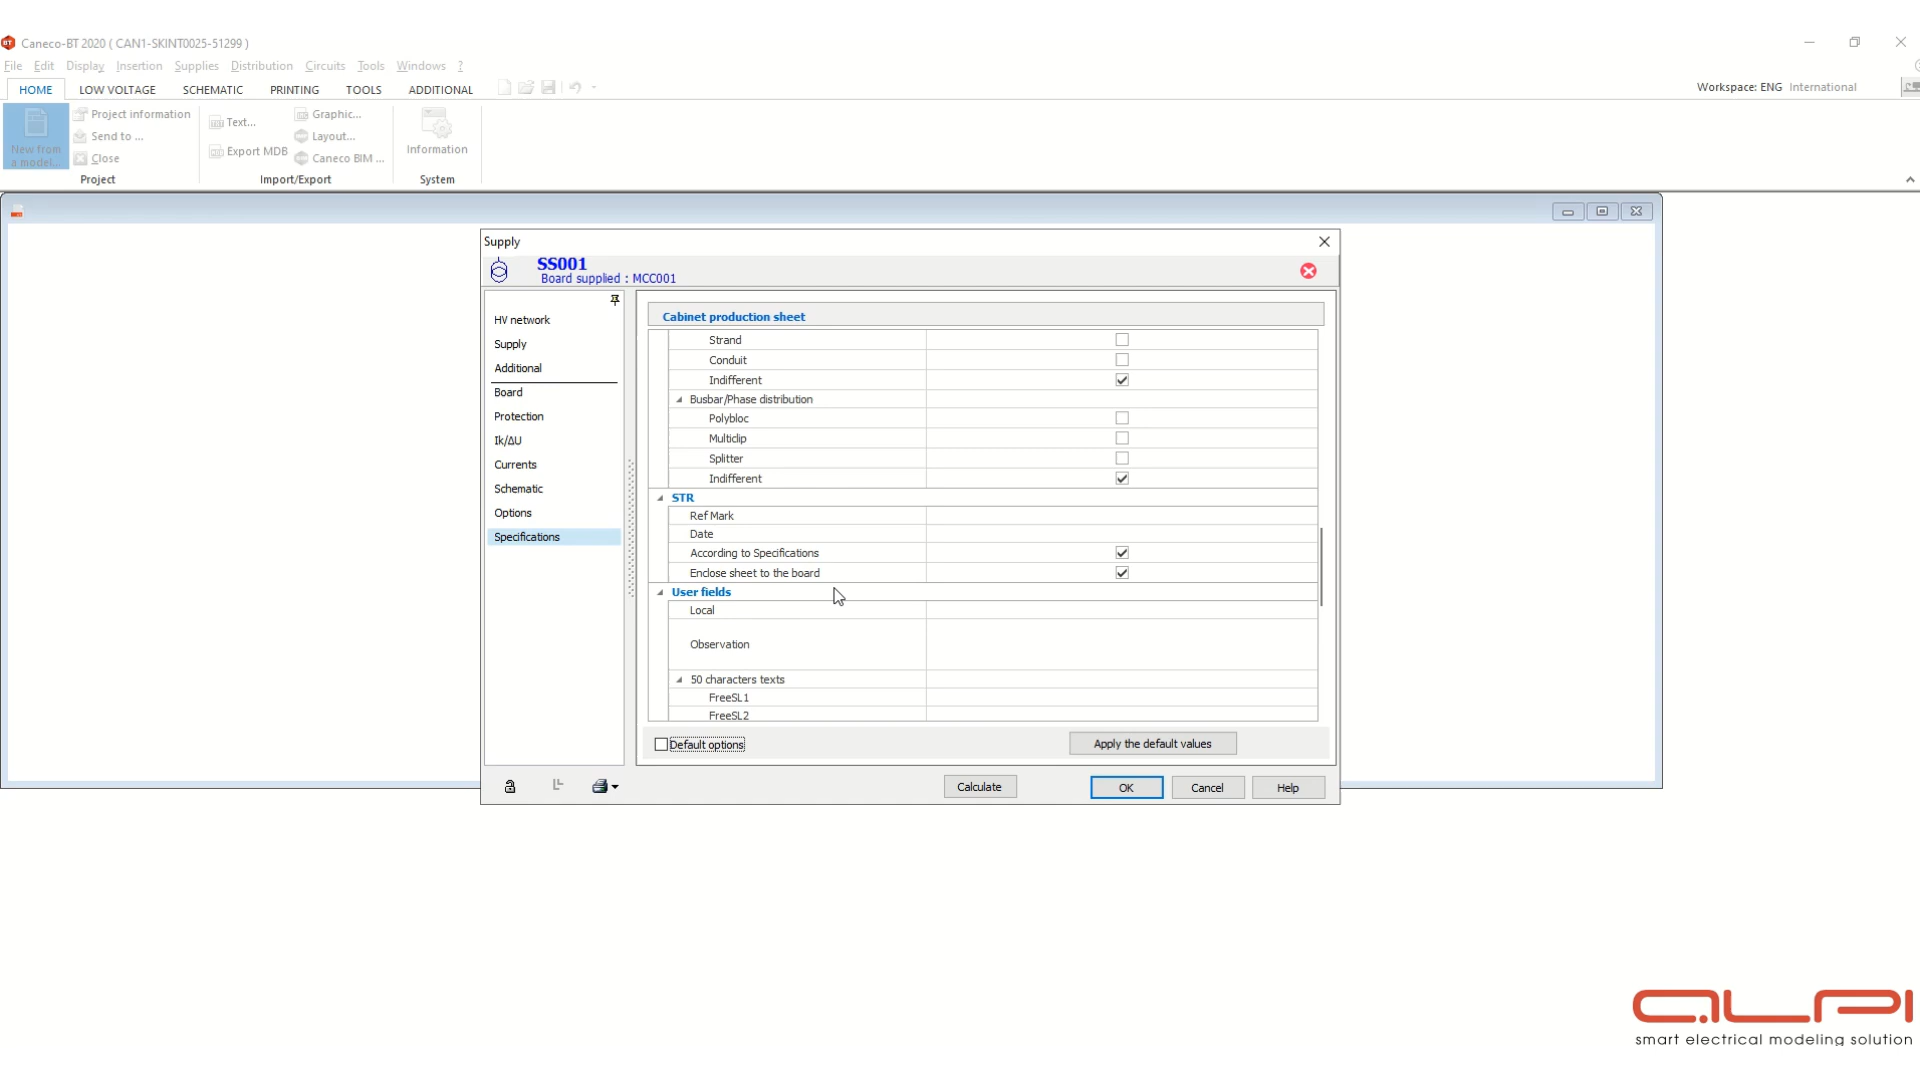 BT Caneco-BT 2020 ( CAN1-SKINT0025-51299 )
File Edit Display Insertion Supplies Distribution Circuits Tools Windows ?
HOME LOW VOLTAGE SCHEMATIC PRINTING TOOLS ADDITIONAL
Workspace: ENG International
New from a model...
Project information
Send to ...
Close
Project
Text...
Export MDB
Graphic...
Layout...
Caneco BIM ...
Import/Export
Information
System
Supply
SS001
Board supplied : MCC001
HV network
Supply
Additional
Board
Protection
Ik/ΔU
Currents
Schematic
Options
Specifications
Cabinet production sheet
Strand
Conduit
Indifferent
Busbar/Phase distribution
Polybloc
Multiclip
Splitter
Indifferent
STR
Ref Mark
Date
According to Specifications
Enclose sheet to the board
User fields
Local
Observation
50 characters texts
FreeSL1
FreeSL2
Default options
Apply the default values
Calculate
OK
Cancel
Help
ALPI
smart electrical modeling solution